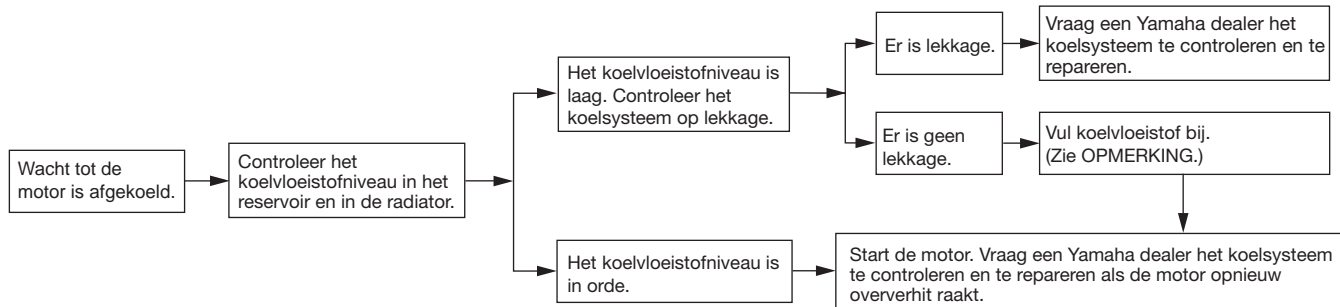 Wacht tot de
motor is afgekoeld.
Controleer het
koelvloeistofniveau in het
reservoir en in de radiator.
Het koelvloeistofniveau is
laag. Controleer het
koelsysteem op lekkage.
Er is lekkage.
Vraag een Yamaha dealer het
koelsysteem te controleren en te
repareren.
Er is geen
lekkage.
Vul koelvloeistof bij.
(Zie OPMERKING.)
Het koelvloeistofniveau is
in orde.
Start de motor. Vraag een Yamaha dealer het koelsysteem
te controleren en te repareren als de motor opnieuw
oververhit raakt.